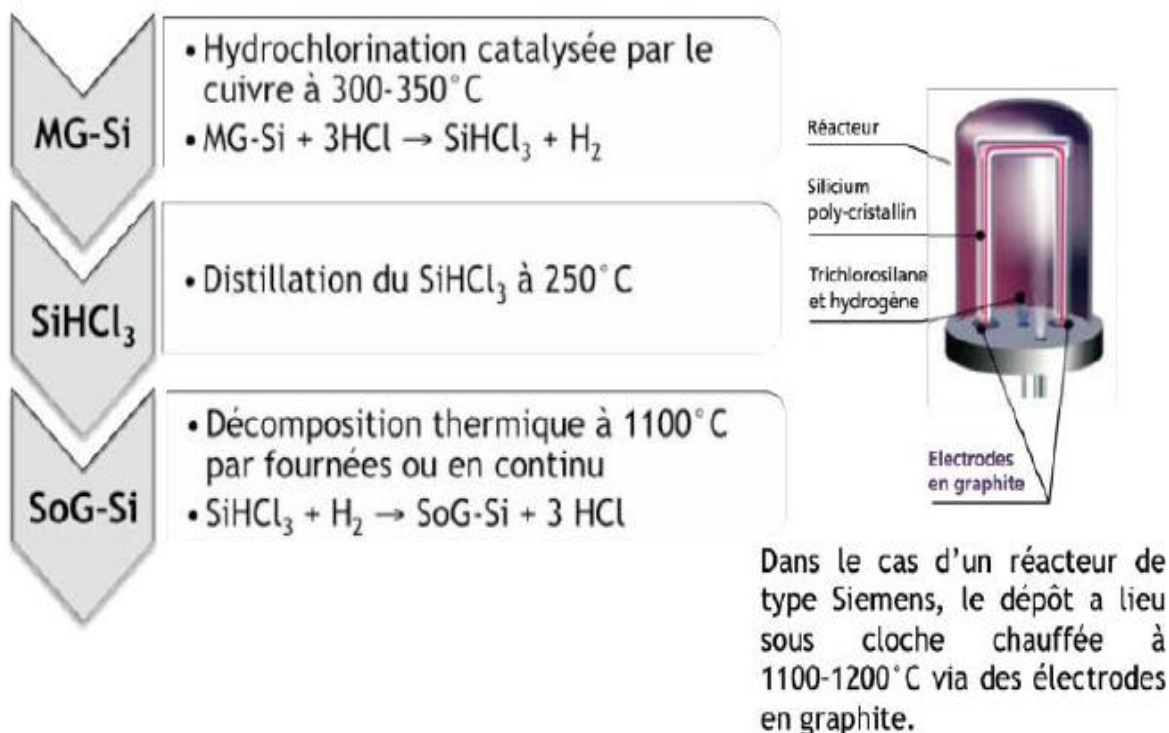 MG-Si
• Hydrochlorination catalysée par le
cuivre à 300-350°C
• MG-Si + 3HCl → SiHCl₃ + H₂
SiHCl₃
• Distillation du SiHCl₃ à 250°C
SoG-Si
• Décomposition thermique à 1100°C
par fournées ou en continu
• SiHCl₃ + H₂ → SoG-Si + 3 HCl
Réacteur
Silicium
poly-cristallin
Trichlorosilane
et hydrogène
Electrodes
en graphite
Dans le cas d'un réacteur de
type Siemens, le dépôt a lieu
sous cloche chauffée à
1100-1200°C via des électrodes
en graphite.